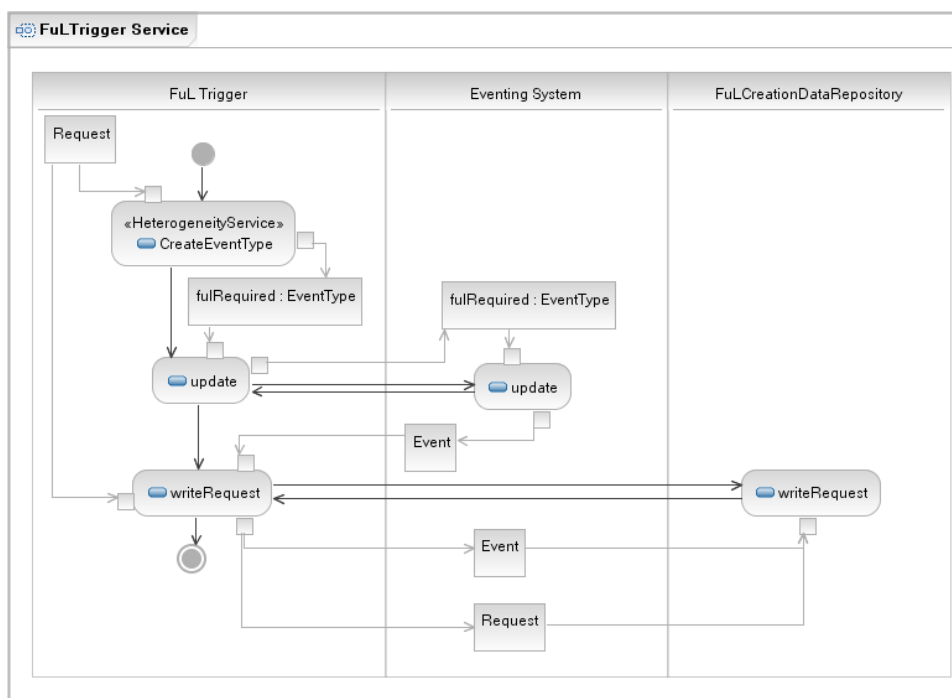 FuLTrigger Service
FuL Trigger
Eventing System
FuLCreationDataRepository
Request
«HeterogeneityService»
CreateEventType
fulRequired : EventType
fulRequired : EventType
update
update
Event
writeRequest
writeRequest
Event
Request